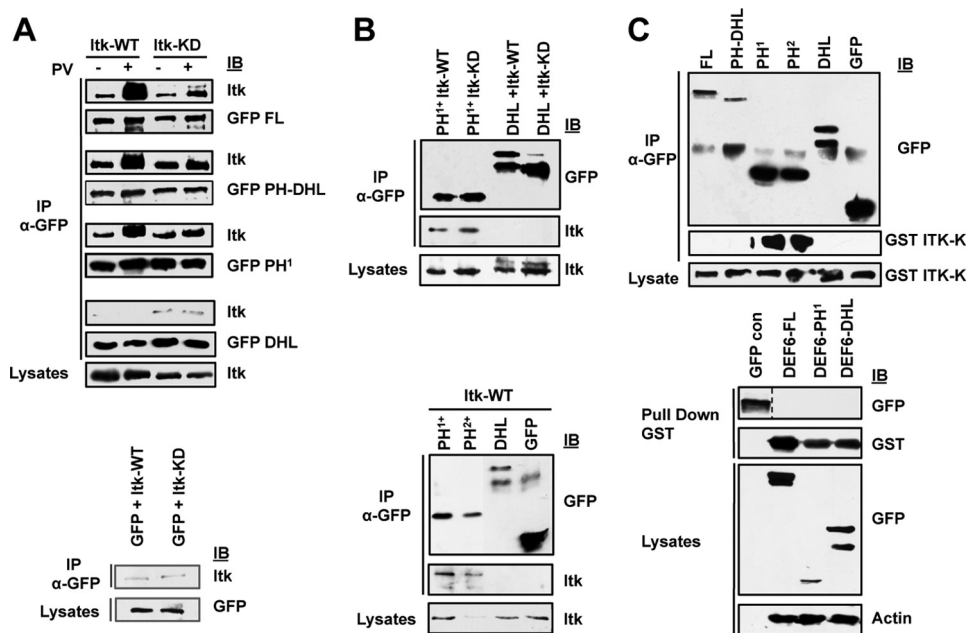 A
Itk-WT Itk-KD
PV - + - + IB
Itk
GFP FL
Itk
GFP PH-DHL
IP
α-GFP
Itk
GFP PH¹
Itk
GFP DHL
Lysates Itk
GFP + Itk-WT
GFP + Itk-KD
IB
IP
α-GFP
Itk
Lysates GFP
B
PH¹⁺ Itk-WT
PH¹⁺ Itk-KD
DHL +Itk-WT
DHL +Itk-KD
IB
IP
α-GFP
GFP
Itk
Lysates Itk
Itk-WT
PH¹⁺
PH²⁺
DHL
GFP
IB
IP
α-GFP
GFP
Itk
Lysates Itk
C
FL
PH-DHL
PH¹
PH²
DHL
GFP
IB
IP
α-GFP
GFP
GST ITK-K
Lysate GST ITK-K
GFP con
DEF6-FL
DEF6-PH¹
DEF6-DHL
IB
Pull Down
GST
GFP
GST
Lysates
GFP
Actin